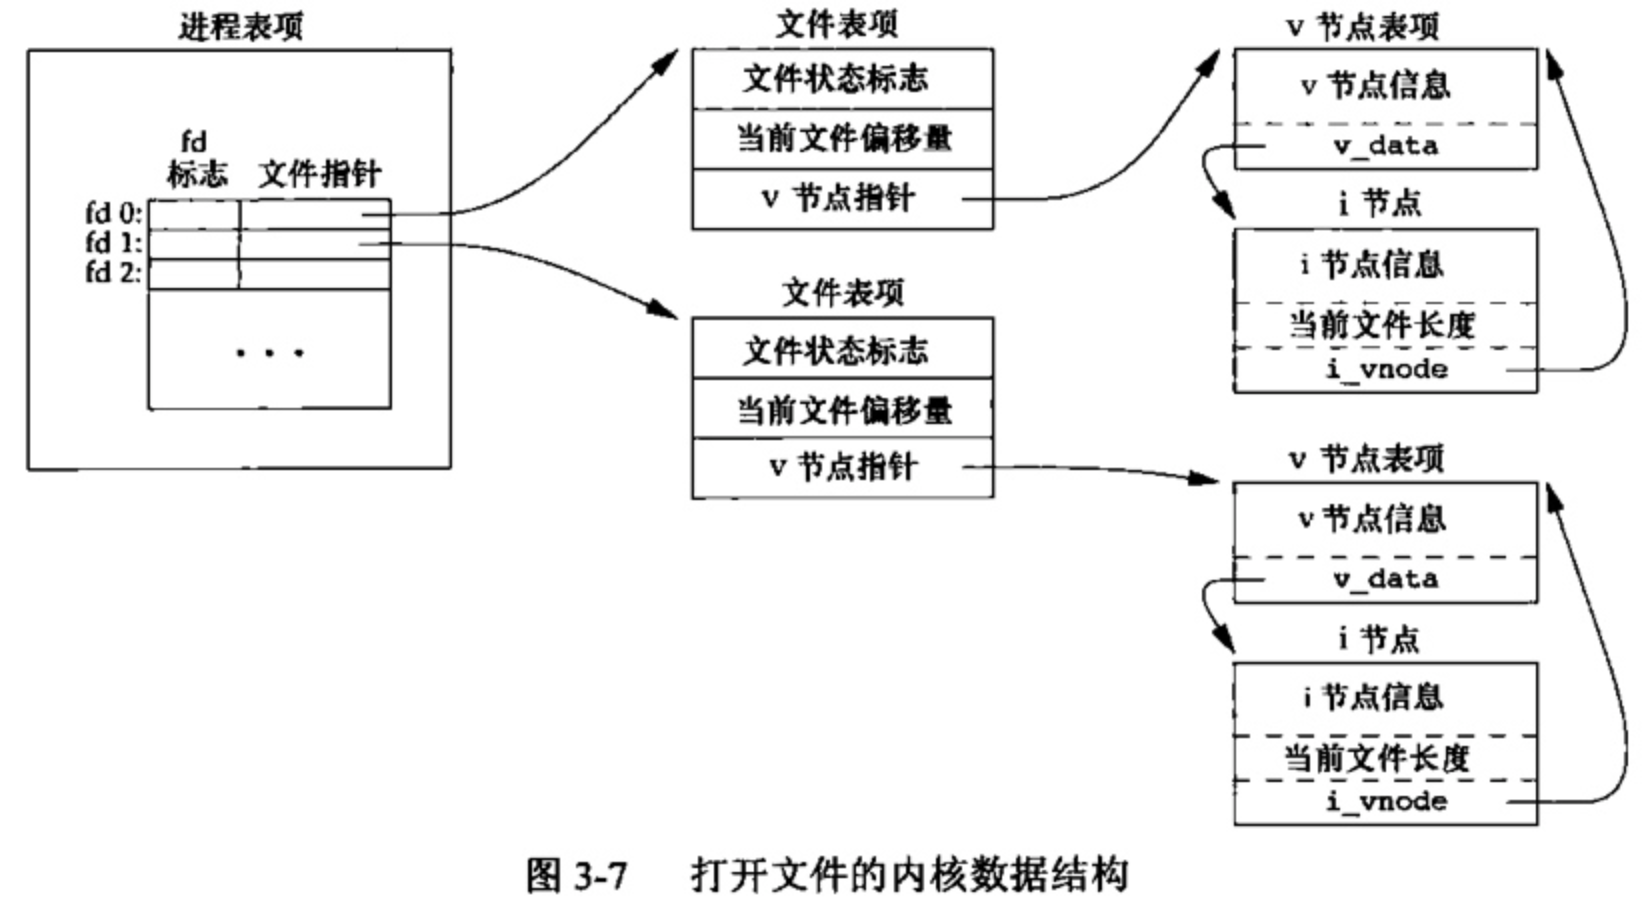 进程表项
fd
标志 文件指针
fd 0:
fd 1:
fd 2:
...
文件表项
文件状态标志
当前文件偏移量
v 节点指针
文件表项
文件状态标志
当前文件偏移量
v 节点指针
v 节点表项
v 节点信息
v_data
i 节点
i 节点信息
当前文件长度
i_vnode
v 节点表项
v 节点信息
v_data
i 节点
i 节点信息
当前文件长度
i_vnode
图 3-7 打开文件的内核数据结构